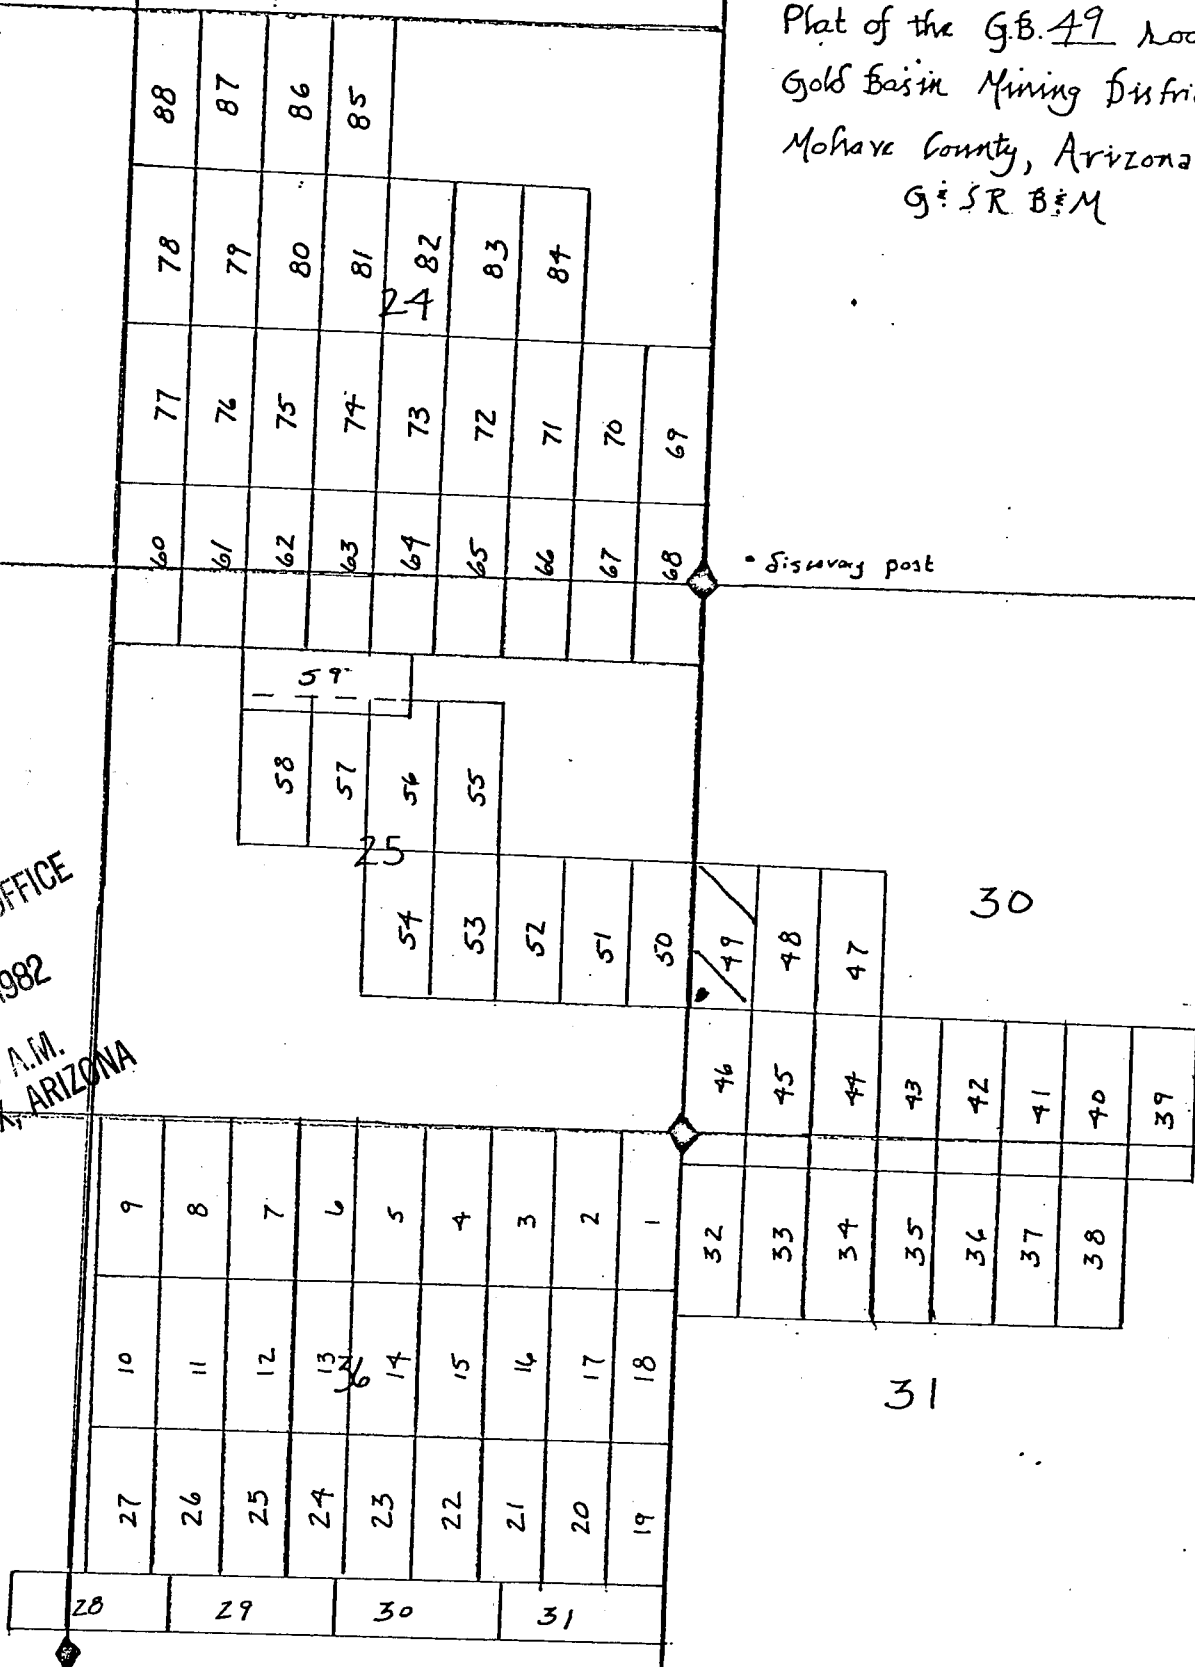 Plat of the G.B. 49
Gold Basin Mining
Mohave County, Arizona
G & S R B & M
88 87 86 85
78 79 80 81 82 83 84
24
77 76 75 74 73 72 71 70 69
60 61 62 63 64 65 66 67 68
• discovery post
59
58 57 56 55
25
54 53 52 51 50 49 48 47
30
OFFICE
1982
A.M.
ARIZONA
46 45 44 43 42 41 40 39
9 8 7 6 5 4 3 2 1
32 33 34 35 36 37 38
10 11 12 13 14 15 16 17 18
36
31
27 26 25 24 23 22 21 20 19
28 29 30 31